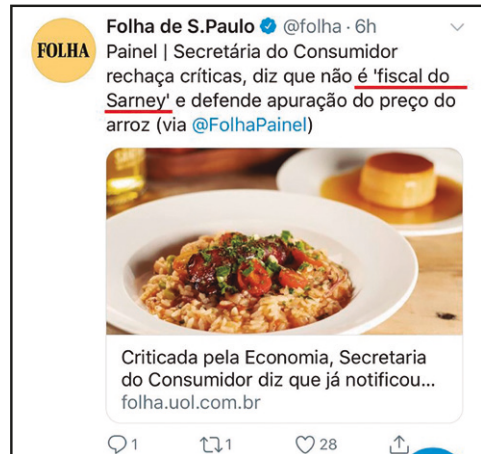 FOLHA
Folha de S.Paulo @folha · 6h
Painel | Secretária do Consumidor
rechaça críticas, diz que não é 'fiscal do
Sarney' e defende apuração do preço do
arroz (via @FolhaPainel)
Criticada pela Economia, Secretaria
do Consumidor diz que já notificou...
folha.uol.com.br
1 1 28